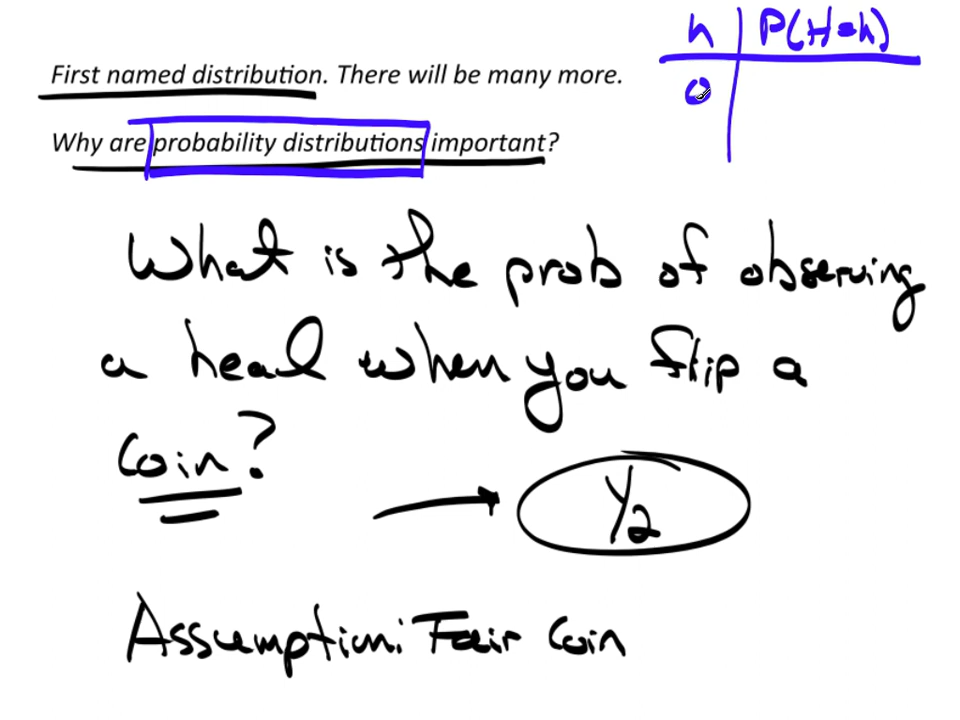 h P(H=h)
0
First named distribution. There will be many more.
Why are probability distributions important?
What is the prob of observing
a head when you flip a
coin?
1/2
Assumption: Fair coin